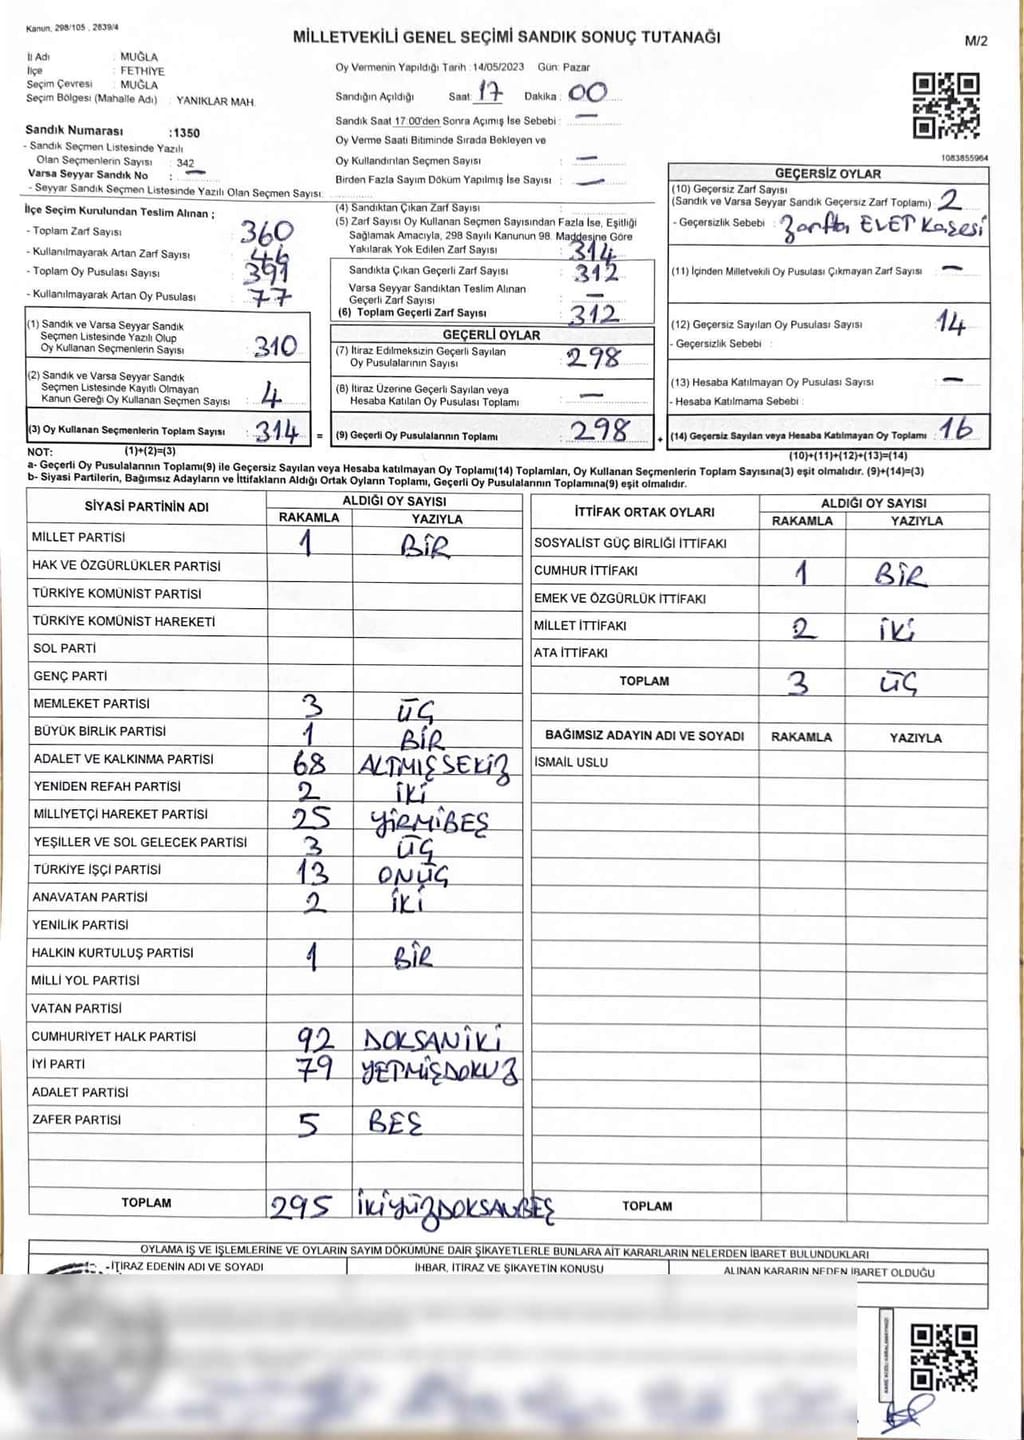 Kanun, 298/105 , 2839/4
MİLLETVEKİLİ GENEL SEÇİMİ SANDIK SONUÇ TUTANAĞI
M/2
İl Adı : MUĞLA
İlçe : FETHİYE
Seçim Çevresi : MUĞLA
Seçim Bölgesi (Mahalle Adı) : YANIKLAR MAH.
Oy Vermenin Yapıldığı Tarih : 14/05/2023 Gün: Pazar
Sandığın Açıldığı Saat: 17 Dakika: 00
Sandık Saat 17:00'den Sonra Açımış İse Sebebi : —
Oy Verme Saati Bitiminde Sırada Bekleyen ve
Oy Kullandırılan Seçmen Sayısı : —
Birden Fazla Sayım Döküm Yapılmış İse Sayısı : —
1083855964
Sandık Numarası :1350
- Sandık Seçmen Listesinde Yazılı
Olan Seçmenlerin Sayısı : 342
Varsa Seyyar Sandık No : —
- Seyyar Sandık Seçmen Listesinde Yazılı Olan Seçmen Sayısı:
İlçe Seçim Kurulundan Teslim Alınan ;
- Toplam Zarf Sayısı : 360
- Kullanılmayarak Artan Zarf Sayısı : 46
- Toplam Oy Pusulası Sayısı : 391
- Kullanılmayarak Artan Oy Pusulası : 77
(1) Sandık ve Varsa Seyyar Sandık
Seçmen Listesinde Yazılı Olup
Oy Kullanan Seçmenlerin Sayısı : 310
(2) Sandık ve Varsa Seyyar Sandık
Seçmen Listesinde Kayıtlı Olmayan
Kanun Gereği Oy Kullanan Seçmen Sayısı : 4
(3) Oy Kullanan Seçmenlerin Toplam Sayısı : 314 =
(1)+(2)=(3)
(4) Sandıktan Çıkan Zarf Sayısı :
(5) Zarf Sayısı Oy Kullanan Seçmen Sayısından Fazla İse, Eşitliği
Sağlamak Amacıyla, 298 Sayılı Kanunun 98. Maddesine Göre
Yakılarak Yok Edilen Zarf Sayısı : 314
Sandıkta Çıkan Geçerli Zarf Sayısı : 312
Varsa Seyyar Sandıktan Teslim Alınan
Geçerli Zarf Sayısı : —
(6) Toplam Geçerli Zarf Sayısı : 312
GEÇERLİ OYLAR
(7) İtiraz Edilmeksizin Geçerli Sayılan
Oy Pusulalarının Sayısı : 298
(8) İtiraz Üzerine Geçerli Sayılan veya
Hesaba Katılan Oy Pusulası Toplamı : —
(9) Geçerli Oy Pusulalarının Toplamı : 298 +
GEÇERSİZ OYLAR
(10) Geçersiz Zarf Sayısı
(Sandık ve Varsa Seyyar Sandık Geçersiz Zarf Toplamı) : 2
- Geçersizlik Sebebi : Zarfta EVET Kaşesi
(11) İçinden Milletvekili Oy Pusulası Çıkmayan Zarf Sayısı : —
(12) Geçersiz Sayılan Oy Pusulası Sayısı : 14
- Geçersizlik Sebebi :
(13) Hesaba Katılmayan Oy Pusulası Sayısı : —
- Hesaba Katılmama Sebebi :
(14) Geçersiz Sayılan veya Hesaba Katılmayan Oy Toplamı : 16
(10)+(11)+(12)+(13)=(14)
NOT:
a- Geçerli Oy Pusulalarının Toplamı(9) ile Geçersiz Sayılan veya Hesaba katılmayan Oy Toplamı(14) Toplamları, Oy Kullanan Seçmenlerin Toplam Sayısına(3) eşit olmalıdır. (9)+(14)=(3)
b- Siyasi Partilerin, Bağımsız Adayların ve İttifakların Aldığı Ortak Oyların Toplamı, Geçerli Oy Pusulalarının Toplamına(9) eşit olmalıdır.
SİYASİ PARTİNİN ADI ALDIĞI OY SAYISI
RAKAMLA YAZIYLA
MİLLET PARTİSİ 1 BİR
HAK VE ÖZGÜRLÜKLER PARTİSİ
TÜRKİYE KOMÜNİST PARTİSİ
TÜRKİYE KOMÜNİST HAREKETİ
SOL PARTİ
GENÇ PARTİ
MEMLEKET PARTİSİ 3 ÜÇ
BÜYÜK BİRLİK PARTİSİ 1 BİR
ADALET VE KALKINMA PARTİSİ 68 ALTMIŞSEKİZ
YENİDEN REFAH PARTİSİ 2 İKİ
MİLLİYETÇİ HAREKET PARTİSİ 25 YİRMİBEŞ
YEŞİLLER VE SOL GELECEK PARTİSİ 3 ÜÇ
TÜRKİYE İŞÇİ PARTİSİ 13 ONÜÇ
ANAVATAN PARTİSİ 2 İKİ
YENİLİK PARTİSİ
HALKIN KURTULUŞ PARTİSİ 1 BİR
MİLLİ YOL PARTİSİ
VATAN PARTİSİ
CUMHURİYET HALK PARTİSİ 92 DOKSANİKİ
İYİ PARTİ 79 YETMİŞDOKUZ
ADALET PARTİSİ
ZAFER PARTİSİ 5 BEŞ
TOPLAM 295 İKİYÜZDOKSANBEŞ
İTTİFAK ORTAK OYLARI ALDIĞI OY SAYISI
RAKAMLA YAZIYLA
SOSYALİST GÜÇ BİRLİĞİ İTTİFAKI
CUMHUR İTTİFAKI 1 BİR
EMEK VE ÖZGÜRLÜK İTTİFAKI
MİLLET İTTİFAKI 2 İKİ
ATA İTTİFAKI
TOPLAM 3 ÜÇ
BAĞIMSIZ ADAYIN ADI VE SOYADI RAKAMLA YAZIYLA
İSMAİL USLU
TOPLAM
OYLAMA İŞ VE İŞLEMLERİNE VE OYLARIN SAYIM DÖKÜMÜNE DAİR ŞİKAYETLERLE BUNLARA AİT KARARLARIN NELERDEN İBARET BULUNDUKLARI
İTİRAZ EDENİN ADI VE SOYADI İHBAR, İTİRAZ VE ŞİKAYETİN KONUSU ALINAN KARARIN NEDEN İBARET OLDUĞU